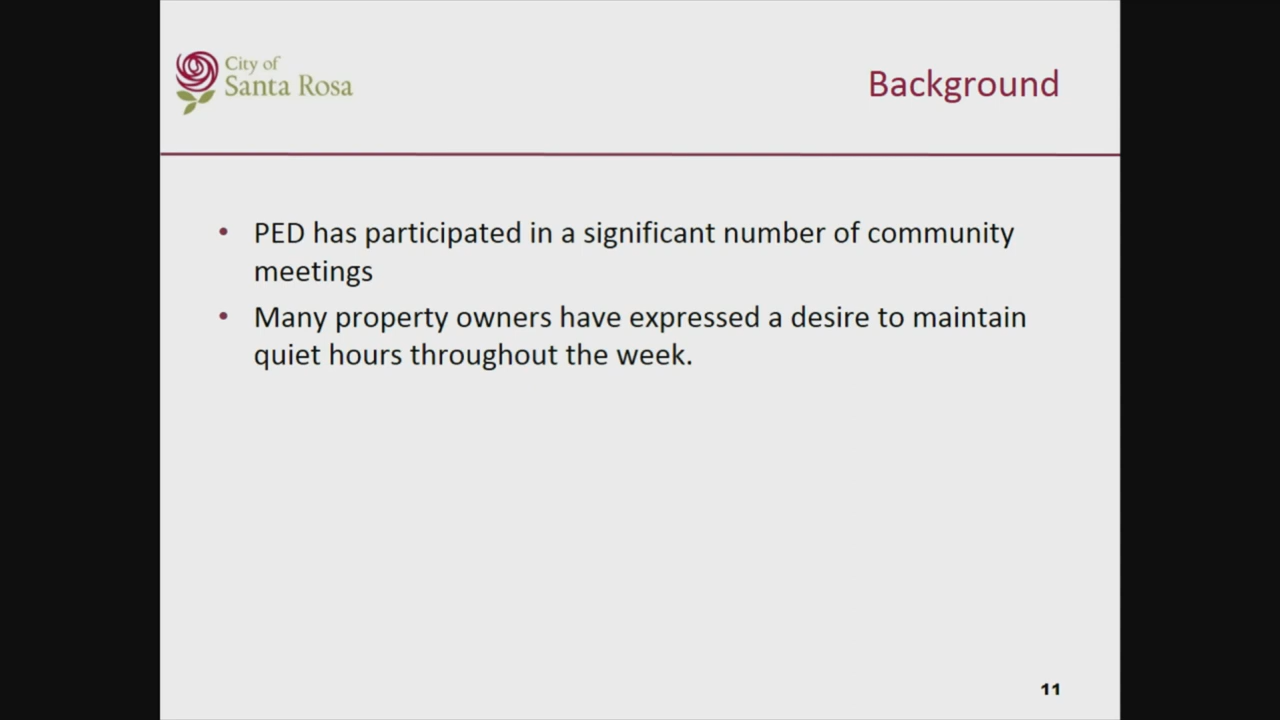 City of
Santa Rosa
Background
• PED has participated in a significant number of community
meetings
• Many property owners have expressed a desire to maintain
quiet hours throughout the week.
11